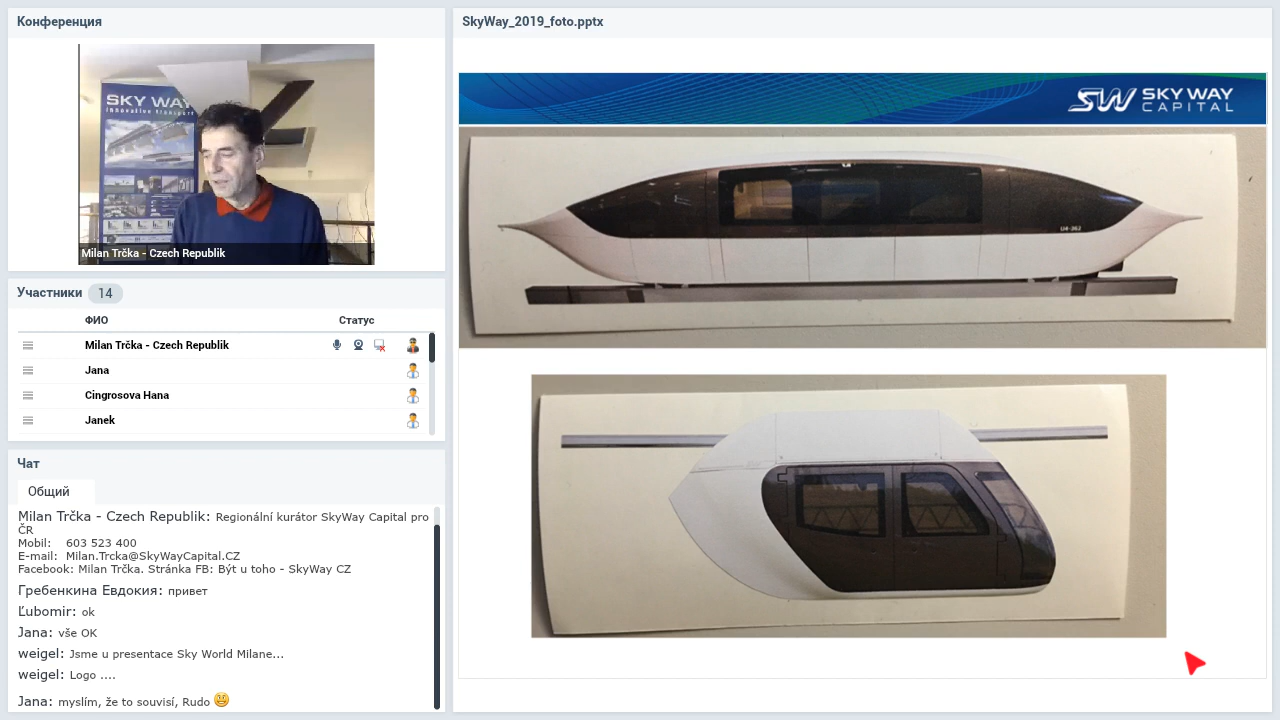 Конференция
SKY WAY
innovative transport
Milan Trčka - Czech Republik
Участники 14
ФИО Статус
Milan Trčka - Czech Republik
Jana
Cingrosova Hana
Janek
Чат
Общий
Milan Trčka - Czech Republik: Regionální kurátor SkyWay Capital pro
ČR
Mobil: 603 523 400
E-mail: Milan.Trcka@SkyWayCapital.CZ
Facebook: Milan Trčka. Stránka FB: Být u toho - SkyWay CZ
Гребенкина Евдокия: привет
Ľubomir: ok
Jana: vše OK
weigel: Jsme u presentace Sky World Milane...
weigel: Logo ....
Jana: myslím, že to souvisí, Rudo
SkyWay_2019_foto.pptx
SW SKY WAY
CAPITAL
U4-362